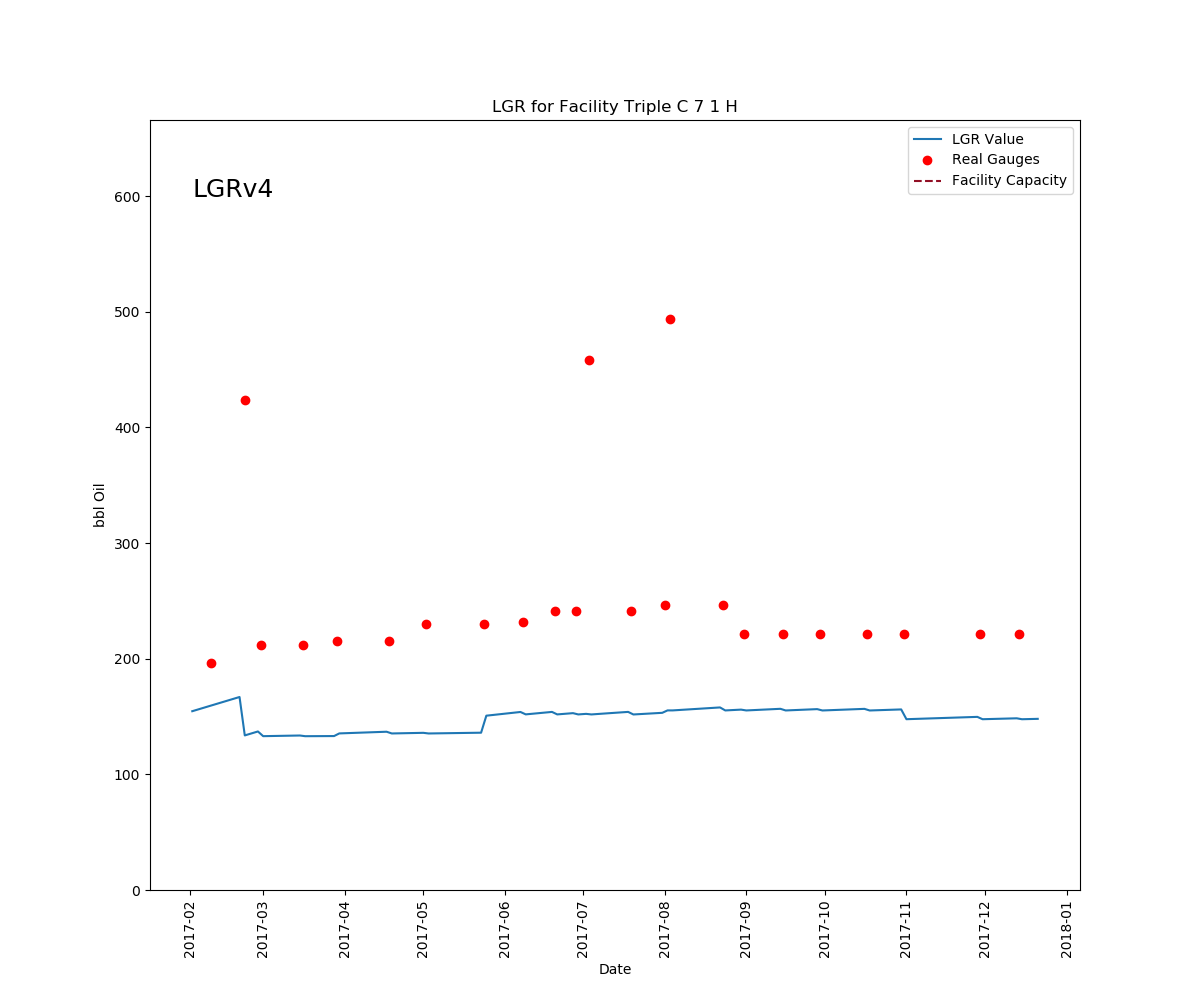 LGR for Facility Triple C 7 1 H
LGR Value
Real Gauges
Facility Capacity
LGRv4
600
500
400
300
200
100
0
bbl Oil
2017-02
2017-03
2017-04
2017-05
2017-06
2017-07
2017-08
2017-09
2017-10
2017-11
2017-12
2018-01
Date